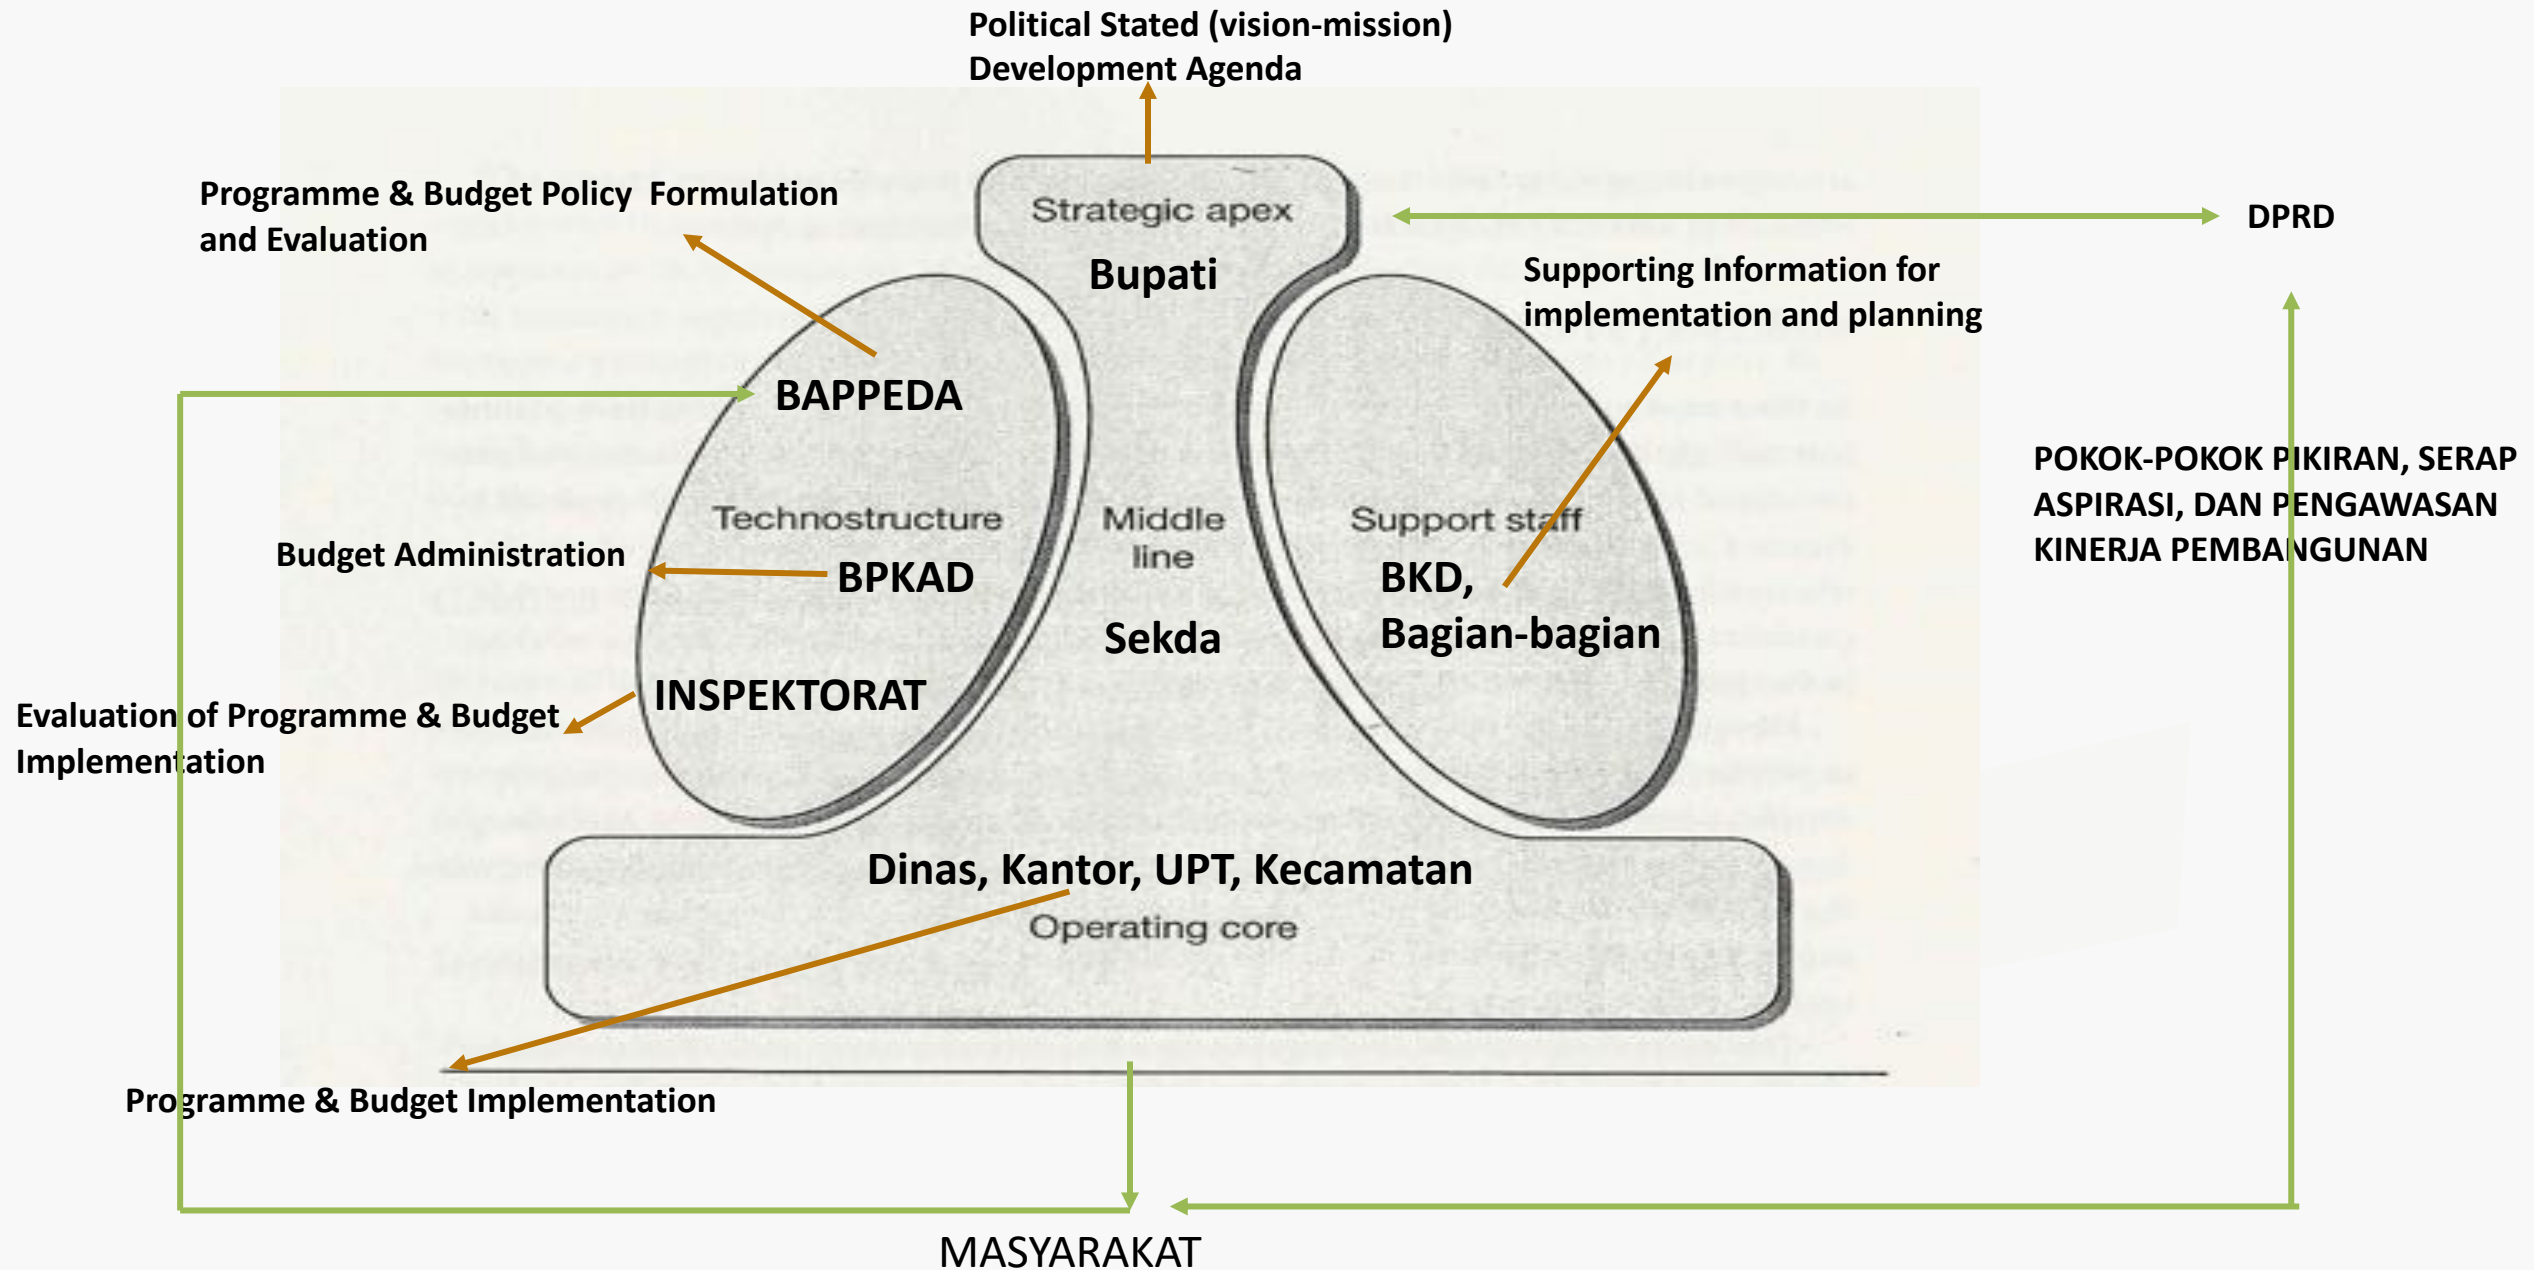 Political Stated (vision-mission)
Development Agenda
Programme & Budget Policy  Formulation
and Evaluation
Strategic apex
Bupati
DPRD
Supporting Information for
implementation and planning
BAPPEDA
POKOK-POKOK PIKIRAN, SERAP
ASPIRASI, DAN PENGAWASAN
KINERJA PEMBANGUNAN
Technostructure
Middle
line
Support staff
Budget Administration
BPKAD
BKD,
Bagian-bagian
Sekda
INSPEKTORAT
Evaluation of Programme & Budget
Implementation
Dinas, Kantor, UPT, Kecamatan
Operating core
Programme & Budget Implementation
MASYARAKAT